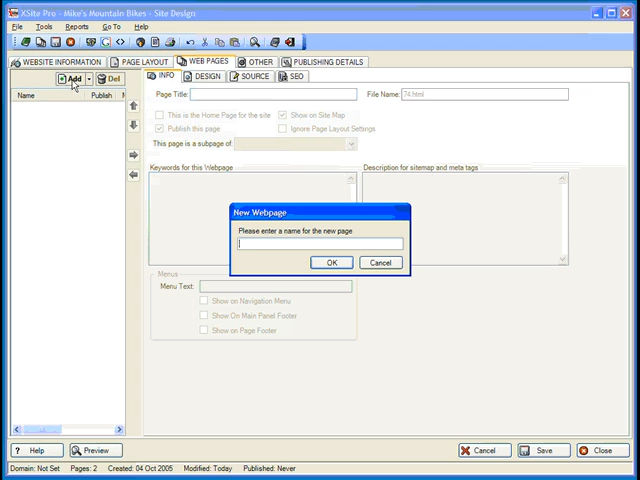 XSite Pro - Mike's Mountain Bikes - Site Design
File Tools Reports Go To Help
WEBSITE INFORMATION PAGE LAYOUT WEB PAGES OTHER PUBLISHING DETAILS
Add Del
INFO DESIGN SOURCE SEO
Name Publish
Page Title: File Name: 74.html
This is the Home Page for the site Show on Site Map
Publish this page Ignore Page Layout Settings
This page is a subpage of:
Keywords for this Webpage Description for sitemap and meta tags
New Webpage
Please enter a name for the new page
OK Cancel
Menus
Menu Text:
Show on Navigation Menu
Show On Main Panel Footer
Show on Page Footer
? Help Preview Cancel Save Close
Domain: Not Set Pages: 2 Created: 04 Oct 2005 Modified: Today Published: Never